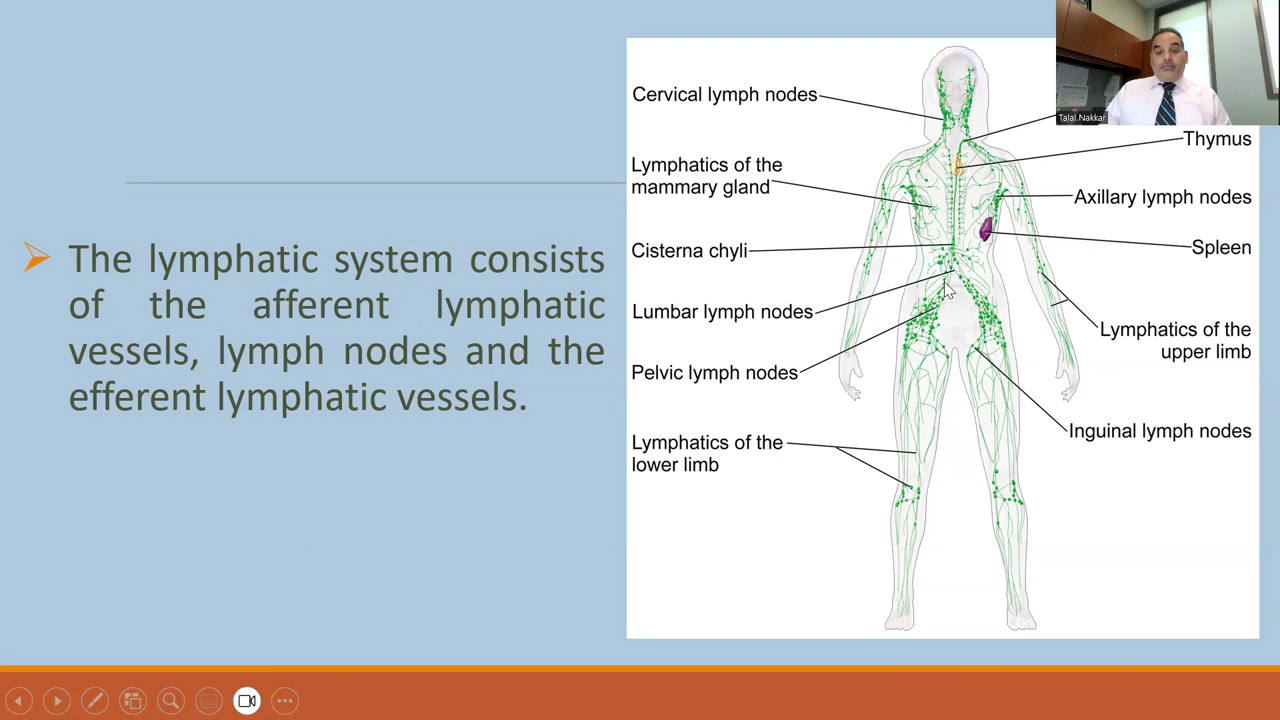 The lymphatic system consists
of the afferent lymphatic
vessels, lymph nodes and the
efferent lymphatic vessels.
Cervical lymph nodes
Lymphatics of the
mammary gland
Cisterna chyli
Lumbar lymph nodes
Pelvic lymph nodes
Lymphatics of the
lower limb
Thymus
Axillary lymph nodes
Spleen
Lymphatics of the
upper limb
Inguinal lymph nodes
Talal Nakkar